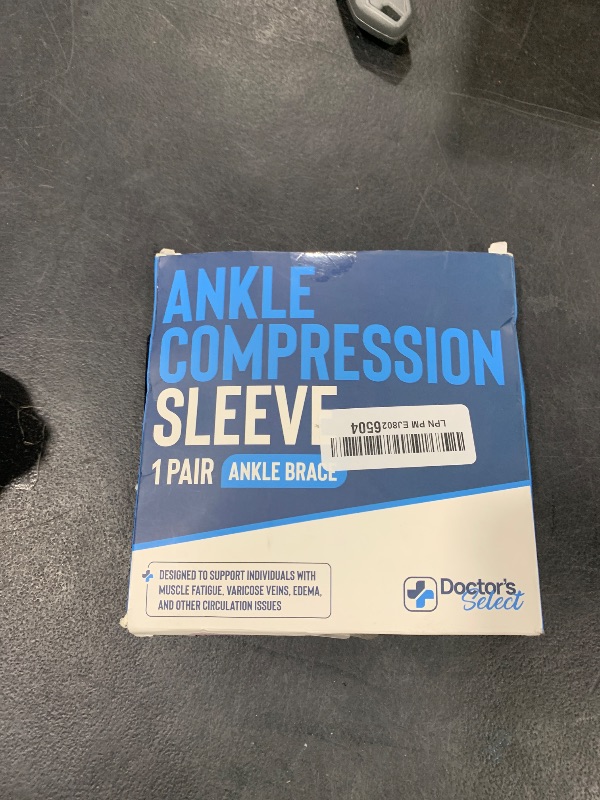 ANKLE
COMPRESSION
SLEEVE
LPN PM EJ8026504
1 PAIR ANKLE BRACE
DESIGNED TO SUPPORT INDIVIDUALS WITH
MUSCLE FATIGUE, VARICOSE VEINS, EDEMA,
AND OTHER CIRCULATION ISSUES
Doctor's
Select